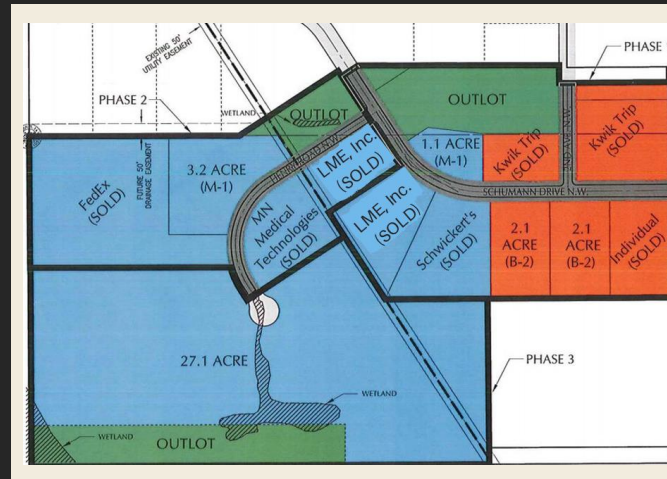 EXISTING 50'
UTILITY EASEMENT
PHASE 1
PHASE 2
WETLAND
OUTLOT
OUTLOT
FUTURE 50'
DRAINAGE EASEMENT
FedEx
(SOLD)
3.2 ACRE
(M-1)
LME, Inc.
(SOLD)
1.1 ACRE
(M-1)
Kwik Trip
(SOLD)
Kwik Trip
(SOLD)
SCHUMANN DRIVE N.W.
MN
Medical
Technologies
(SOLD)
LME, Inc.
(SOLD)
Schwickert's
(SOLD)
2.1
ACRE
(B-2)
2.1
ACRE
(B-2)
Individual
(SOLD)
27.1 ACRE
PHASE 3
WETLAND
WETLAND
OUTLOT